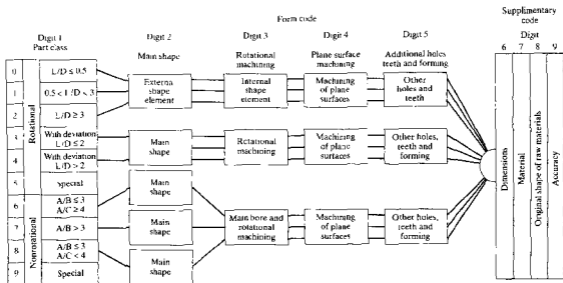 Form code
Supplimentary
code
Digit 1
Part class
Digit 2
Digit 3
Digit 4
Digit 5
Digit
6 7 8 9
Main shape
Rotational
machining
Plane surface
machining
Additional holes
teeth and forming
0
L/D ≤ 0.5
1
0.5 < L/D < 3
2
L/D ≥ 3
3
With deviation
L/D ≤ 2
4
With deviation
L/D > 2
5
Special
6
A/B ≤ 3
A/C ≥ 4
7
A/B > 3
8
A/B ≤ 3
A/C < 4
9
Special
Rotational
Nonrotational
Externa
shape
element
Internal
shape
element
Machining
of plane
surfaces
Other
holes and
teeth
Main
shape
Rotational
machining
Machining
of plane
surfaces
Other holes,
teeth and
forming
Main
shape
Main
shape
Main
shape
Main bore and
rotational
machining
Machining
of plane
surfaces
Other holes,
teeth and
forming
Dimensions
Material
Original shape of raw materials
Accuracy